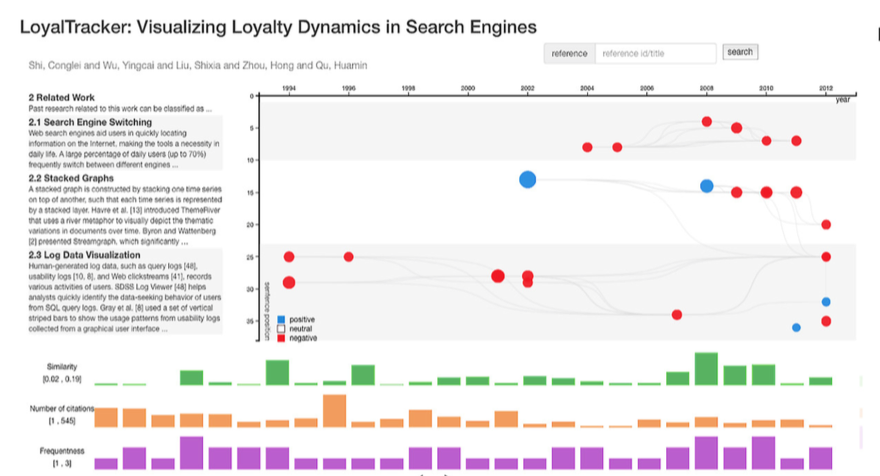 LoyalTracker: Visualizing Loyalty Dynamics in Search Engines
reference reference id/title search
Shi, Conglei and Wu, Yingcai and Liu, Shixia and Zhou, Hong and Qu, Huamin
2 Related Work
Past research related to this work can be classified as ...
2.1 Search Engine Switching
Web search engines aid users in quickly locating
information on the Internet, making the tools a necessity in
daily life. A large percentage of daily users (up to 70%)
frequently switch between different engines ...
2.2 Stacked Graphs
A stacked graph is constructed by stacking one time series
on top of another, such that each time series is represented
by a stacked layer. Havre et al. [13] introduced ThemeRiver
that uses a river metaphor to visually depict the thematic
variations in documents over time. Byron and Wattenberg
[2] presented Streamgraph, which significantly ...
2.3 Log Data Visualization
Human-generated log data, such as query logs [48],
usability logs [10, 8], and Web clickstreams [41], records
various activities of users. SDSS Log Viewer [48] helps
analysts quickly identify the data-seeking behavior of users
from SQL query logs. Gray et al. [8] used a set of vertical
striped bars to show the usage patterns from usability logs
collected from a graphical user interface ...
1994 1996 1998 2000 2002 2004 2006 2008 2010 2012
year
0
5
10
15
20
25
30
35
sentence position
positive
neutral
negative
Similarity
[0.02 , 0.19]
Number of citations
[1 , 545]
Frequentness
[1 , 3]